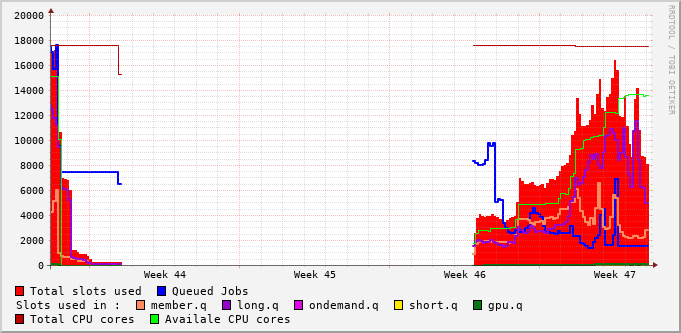 20000
18000
16000
14000
12000
10000
8000
6000
4000
2000
0
Week 44 Week 45 Week 46 Week 47
RRDTOOL / TOBI OETIKER
Total slots used Queued Jobs
Slots used in : member.q long.q ondemand.q short.q gpu.q
Total CPU cores Availale CPU cores